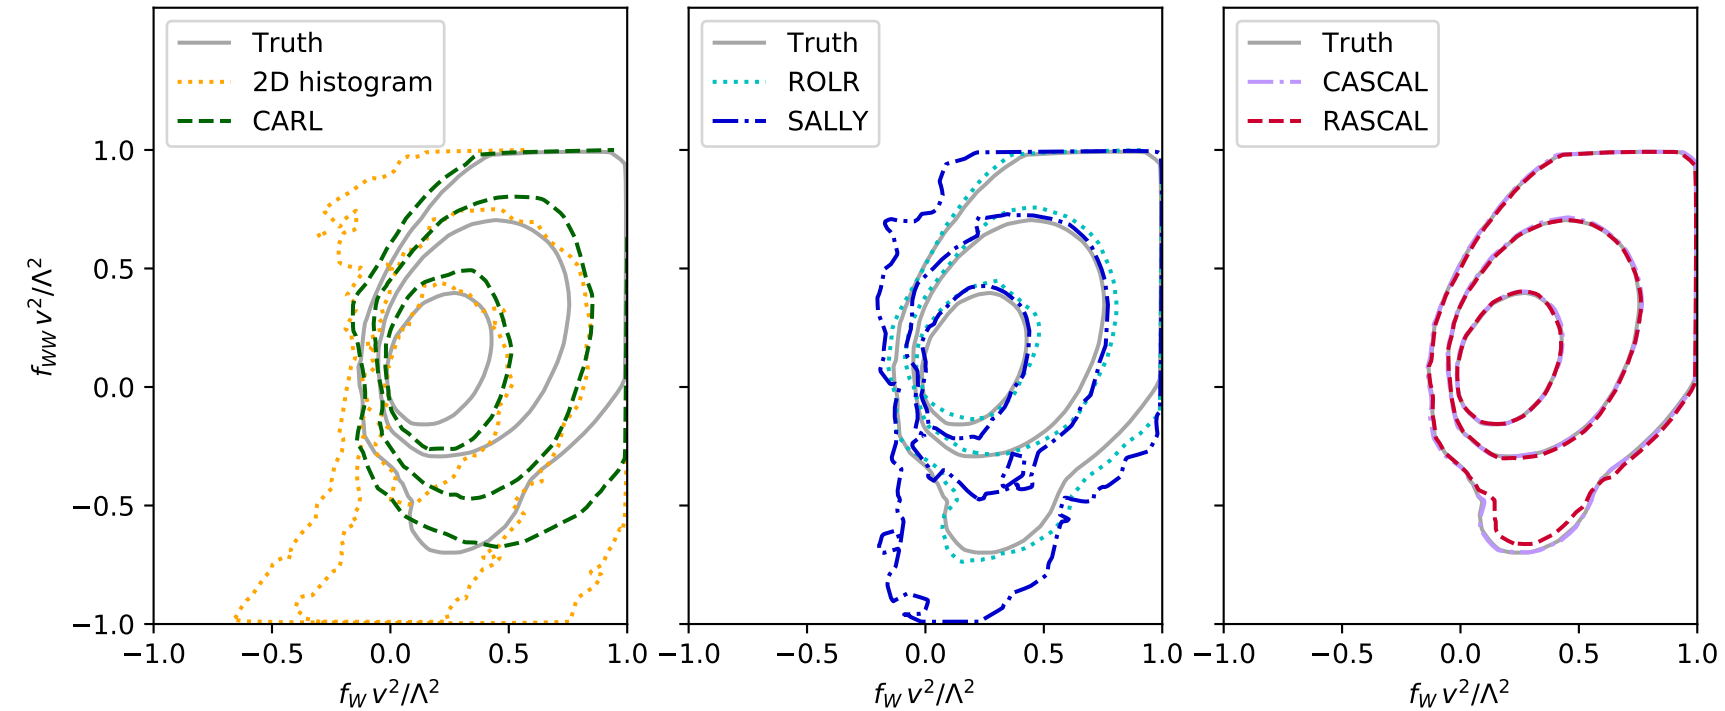 Truth
2D histogram
CARL
Truth
ROLR
SALLY
Truth
CASCAL
RASCAL
1.0
0.5
0.0
−0.5
−1.0
f_WW v²/Λ²
−1.0 −0.5 0.0 0.5 1.0
−1.0 −0.5 0.0 0.5 1.0
−1.0 −0.5 0.0 0.5 1.0
f_W v²/Λ²
f_W v²/Λ²
f_W v²/Λ²